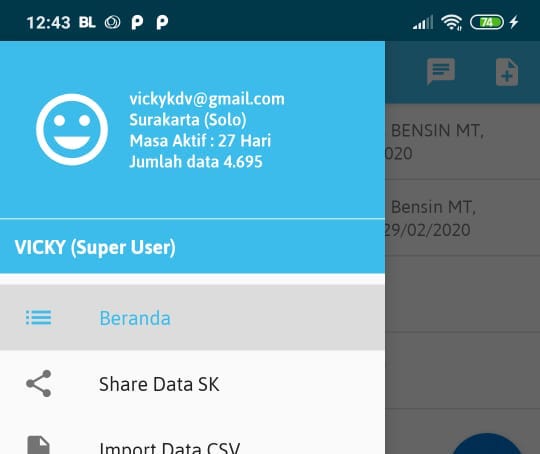 12:43 BL
74
vickykdv@gmail.com
Surakarta (Solo)
Masa Aktif : 27 Hari
Jumlah data 4.695
BENSIN MT,
020
VICKY (Super User)
Bensin MT,
29/02/2020
Beranda
Share Data SK
Import Data CSV